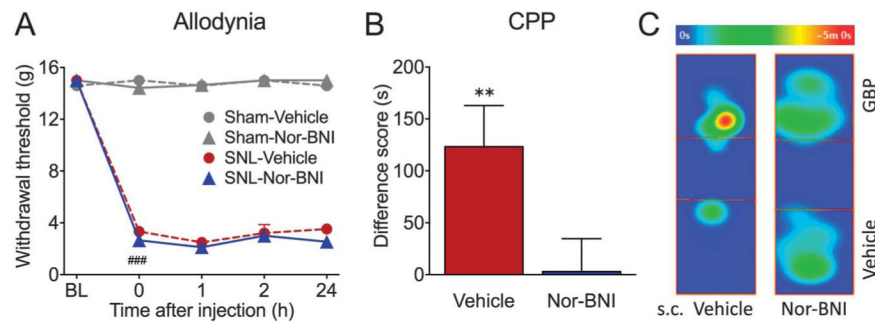 A
Allodynia
Withdrawal threshold (g)
16
12
8
4
0
Sham-Vehicle
Sham-Nor-BNI
SNL-Vehicle
SNL-Nor-BNI
###
BL
0
1
2
24
Time after injection (h)
B
CPP
Difference score (s)
200
150
100
50
0
**
Vehicle
Nor-BNI
C
0s
~5m 0s
GBP
Vehicle
s.c. Vehicle
Nor-BNI